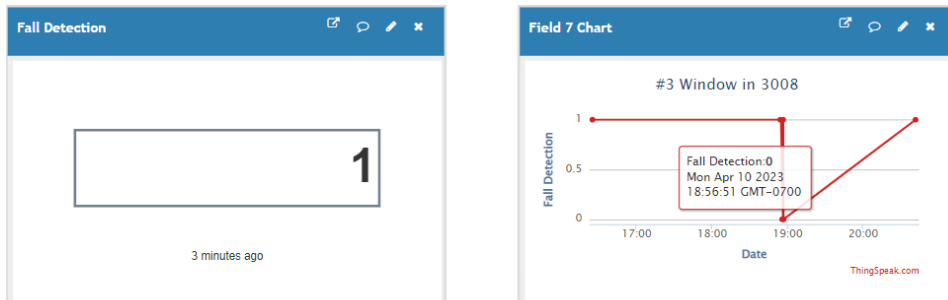 Fall Detection
1
3 minutes ago
Field 7 Chart
#3 Window in 3008
Fall Detection
1
0.5
0
Fall Detection:0
Mon Apr 10 2023
18:56:51 GMT-0700
17:00 18:00 19:00 20:00
Date
ThingSpeak.com